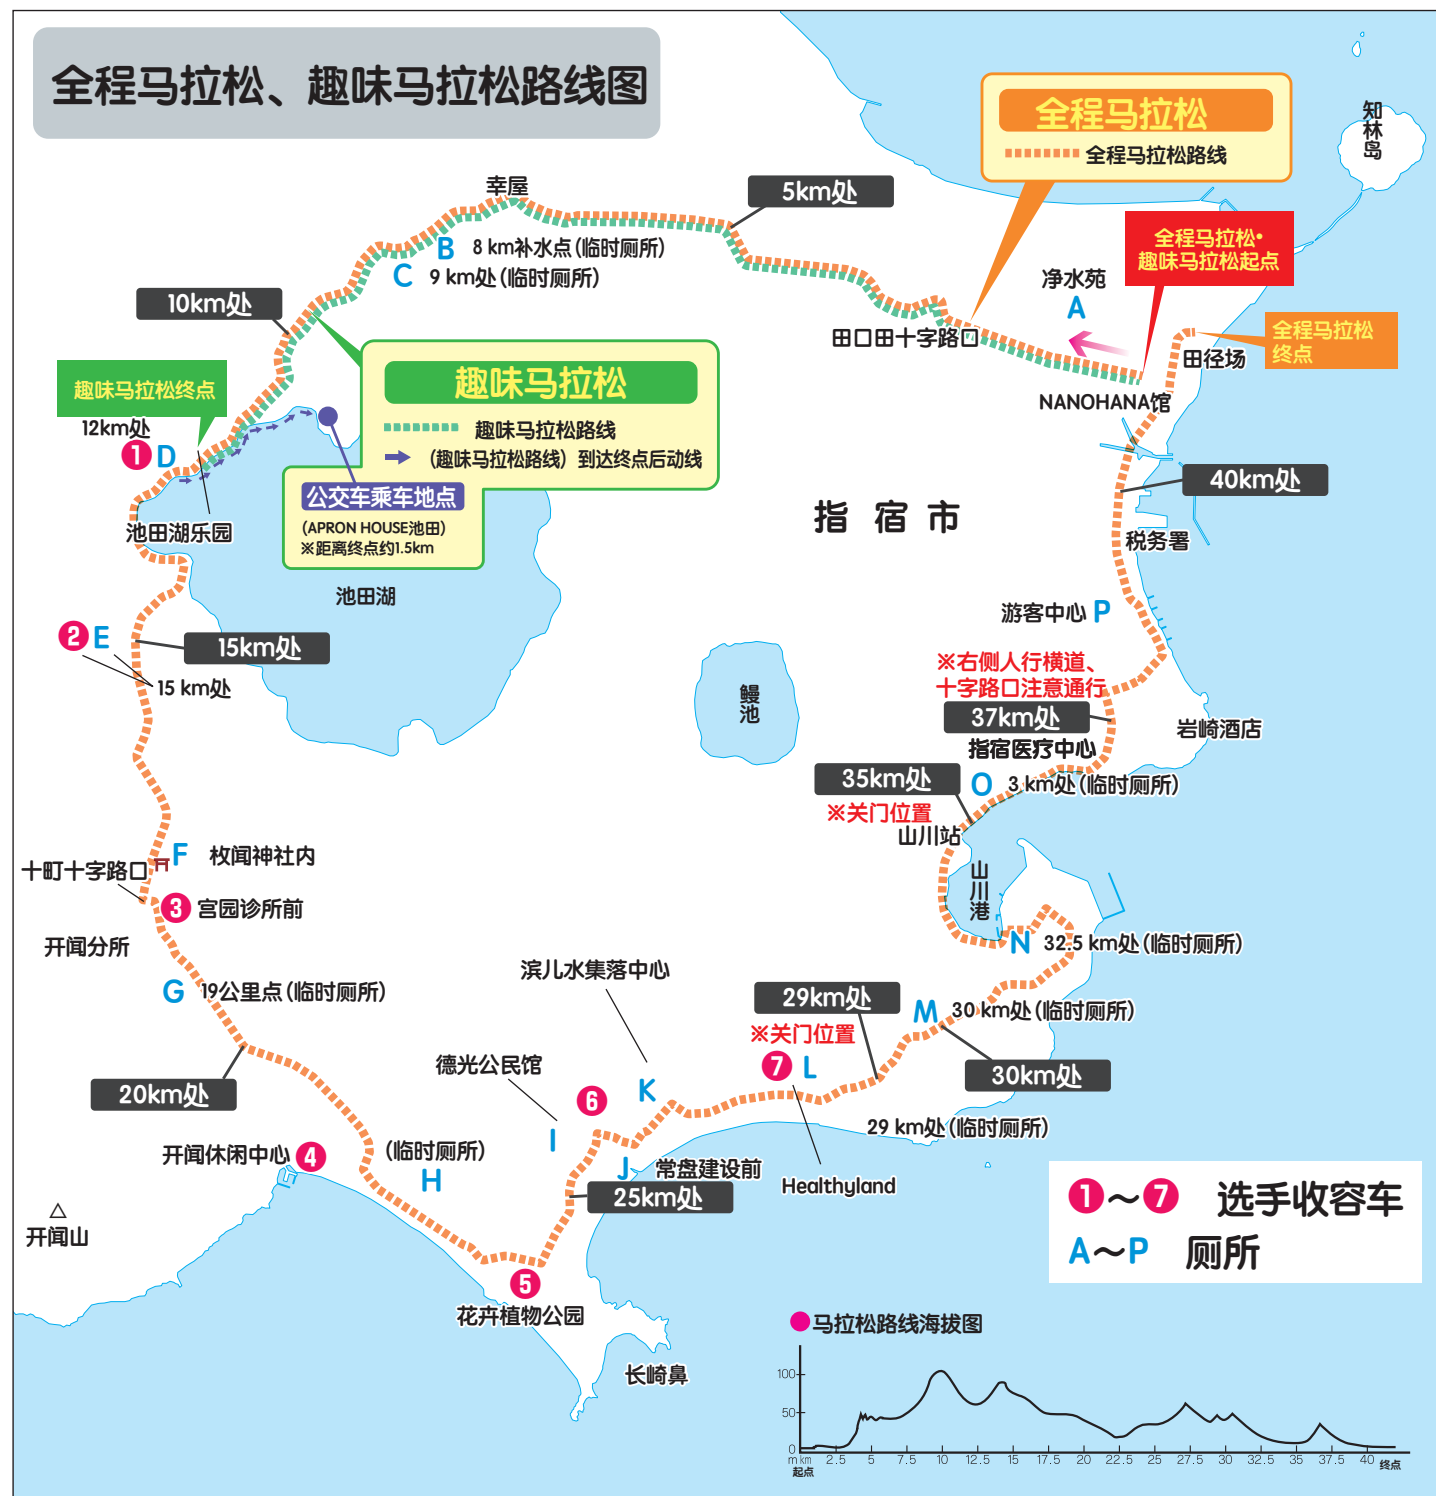 全程马拉松、趣味马拉松路线图
全程马拉松
全程马拉松路线
知林岛
幸屋
5km处
全程马拉松•
趣味马拉松起点
B 8 km补水点(临时厕所)
C 9 km处(临时厕所)
净水苑
A
10km处
田口田十字路口
全程马拉松
终点
田径场
趣味马拉松终点
12km处
1 D
趣味马拉松
趣味马拉松路线
(趣味马拉松路线) 到达终点后动线
NANOHANA馆
公交车乘车地点
(APRON HOUSE池田)
※距离终点约1.5km
40km处
指宿市
池田湖乐园
税务署
池田湖
游客中心 P
2 E
15km处
15 km处
※右侧人行横道、
十字路口注意通行
鳗池
37km处
岩崎酒店
指宿医疗中心
35km处
O 3 km处(临时厕所)
※关门位置
山川站
F 枚闻神社内
十町十字路口
山川港
3 宫园诊所前
开闻分所
N 32.5 km处(临时厕所)
滨儿水集落中心
G 19公里点(临时厕所)
29km处
M 30 km处(临时厕所)
※关门位置
德光公民馆
7 L
30km处
K
20km处
6
29 km处(临时厕所)
I
开闻休闲中心 4
(临时厕所)
H
J 常盘建设前
25km处
Healthyland
1～7 选手收容车
A～P 厕所
△
开闻山
5
花卉植物公园
长崎鼻
马拉松路线海拔图
100
50
0
m km
起点 2.5 5 7.5 10 12.5 15 17.5 20 22.5 25 27.5 30 32.5 35 37.5 40 终点